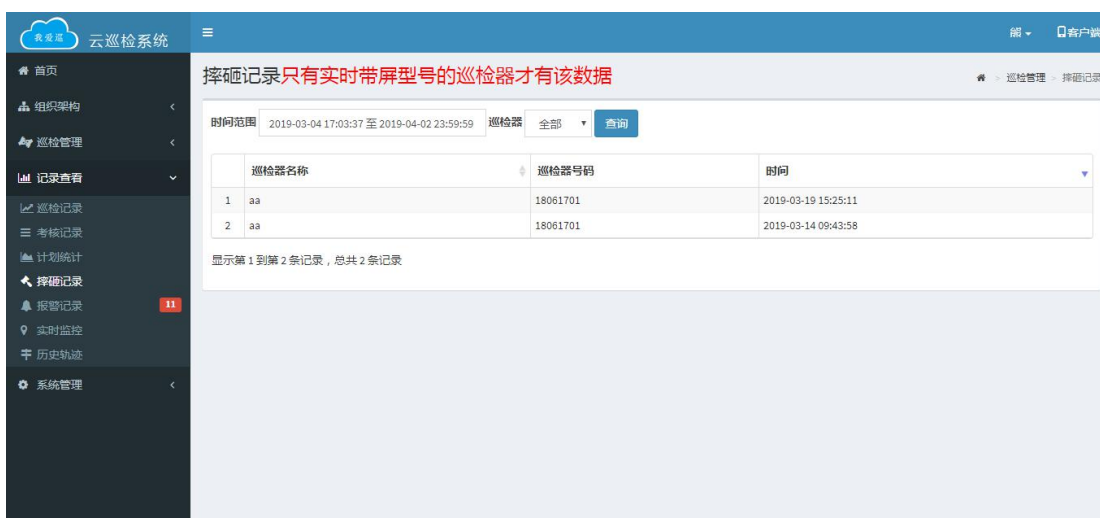 我爱巡
云巡检系统
熊
客户端
首页
组织架构
巡检管理
记录查看
巡检记录
考核记录
计划统计
摔砸记录
报警记录 11
实时监控
历史轨迹
系统管理
摔砸记录只有实时带屏型号的巡检器才有该数据
> 巡检管理 > 摔砸记录
时间范围 2019-03-04 17:03:37 至 2019-04-02 23:59:59 巡检器 全部 查询
巡检器名称 巡检器号码 时间
1 aa 18061701 2019-03-19 15:25:11
2 aa 18061701 2019-03-14 09:43:58
显示第 1 到第 2 条记录，总共 2 条记录